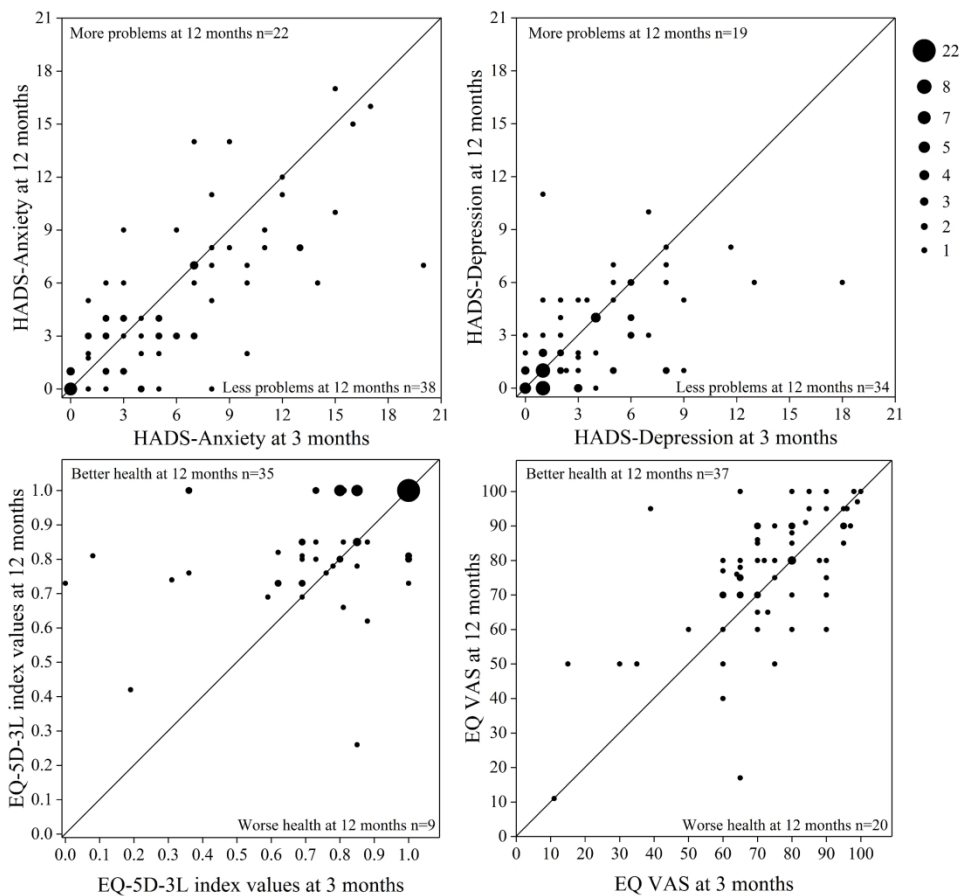 More problems at 12 months n=22
21
18
15
12
9
6
3
0
HADS-Anxiety at 12 months
Less problems at 12 months n=38
0 3 6 9 12 15 18 21
HADS-Anxiety at 3 months
More problems at 12 months n=19
21
18
15
12
9
6
3
0
HADS-Depression at 12 months
Less problems at 12 months n=34
0 3 6 9 12 15 18 21
HADS-Depression at 3 months
22
8
7
5
4
3
2
1
Better health at 12 months n=35
1.0
0.9
0.8
0.7
0.6
0.5
0.4
0.3
0.2
0.1
0.0
EQ-5D-3L index values at 12 months
Worse health at 12 months n=9
0.0 0.1 0.2 0.3 0.4 0.5 0.6 0.7 0.8 0.9 1.0
EQ-5D-3L index values at 3 months
Better health at 12 months n=37
100
90
80
70
60
50
40
30
20
10
0
EQ VAS at 12 months
Worse health at 12 months n=20
0 10 20 30 40 50 60 70 80 90 100
EQ VAS at 3 months